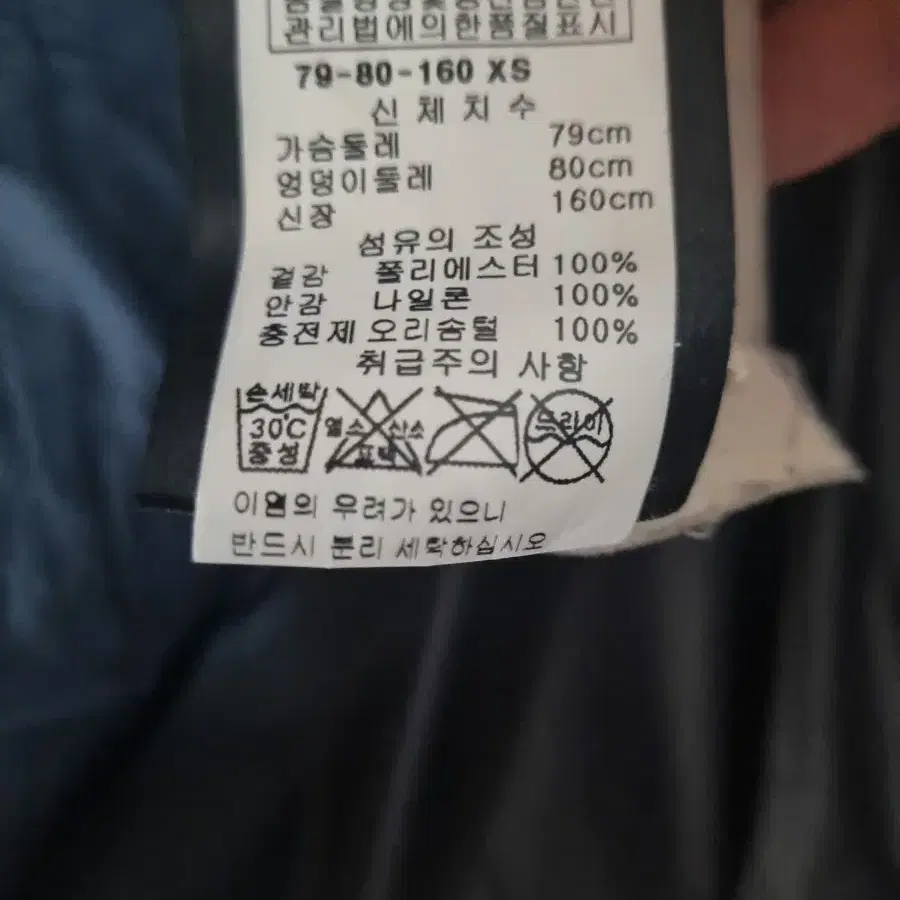 관리법에의한품질표시
79-80-160 XS
신체치수
가슴둘레 79cm
엉덩이둘레 80cm
신장 160cm
섬유의 조성
겉감 폴리에스터 100%
안감 나일론 100%
충전제 오리솜털 100%
취급주의 사항
손세탁
30℃
중성
염소 산소
표백
드라이
이염의 우려가 있으니
반드시 분리 세탁하십시오